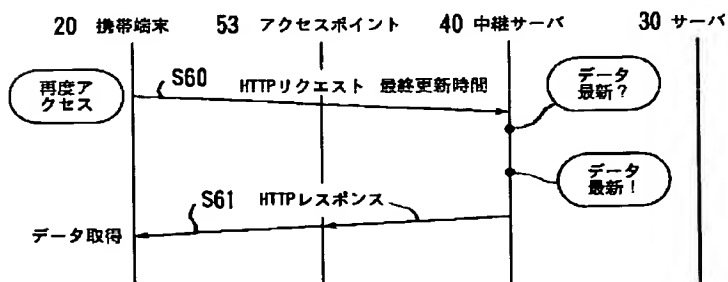 20 携帯端末 53 アクセスポイント 40 中継サーバ 30 サーバ
再度ア
クセス
S60 HTTPリクエスト 最終更新時間
データ
最新?
データ
最新!
S61 HTTPレスポンス
データ取得